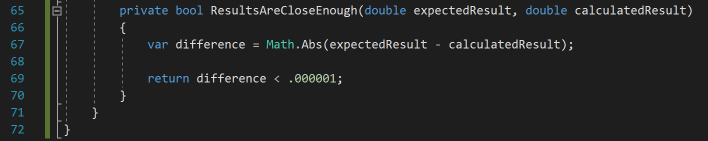 65 private bool ResultsAreCloseEnough(double expectedResult, double calculatedResult)
66 {
67 var difference = Math.Abs(expectedResult - calculatedResult);
68
69 return difference < .000001;
70 }
71 }
72 }